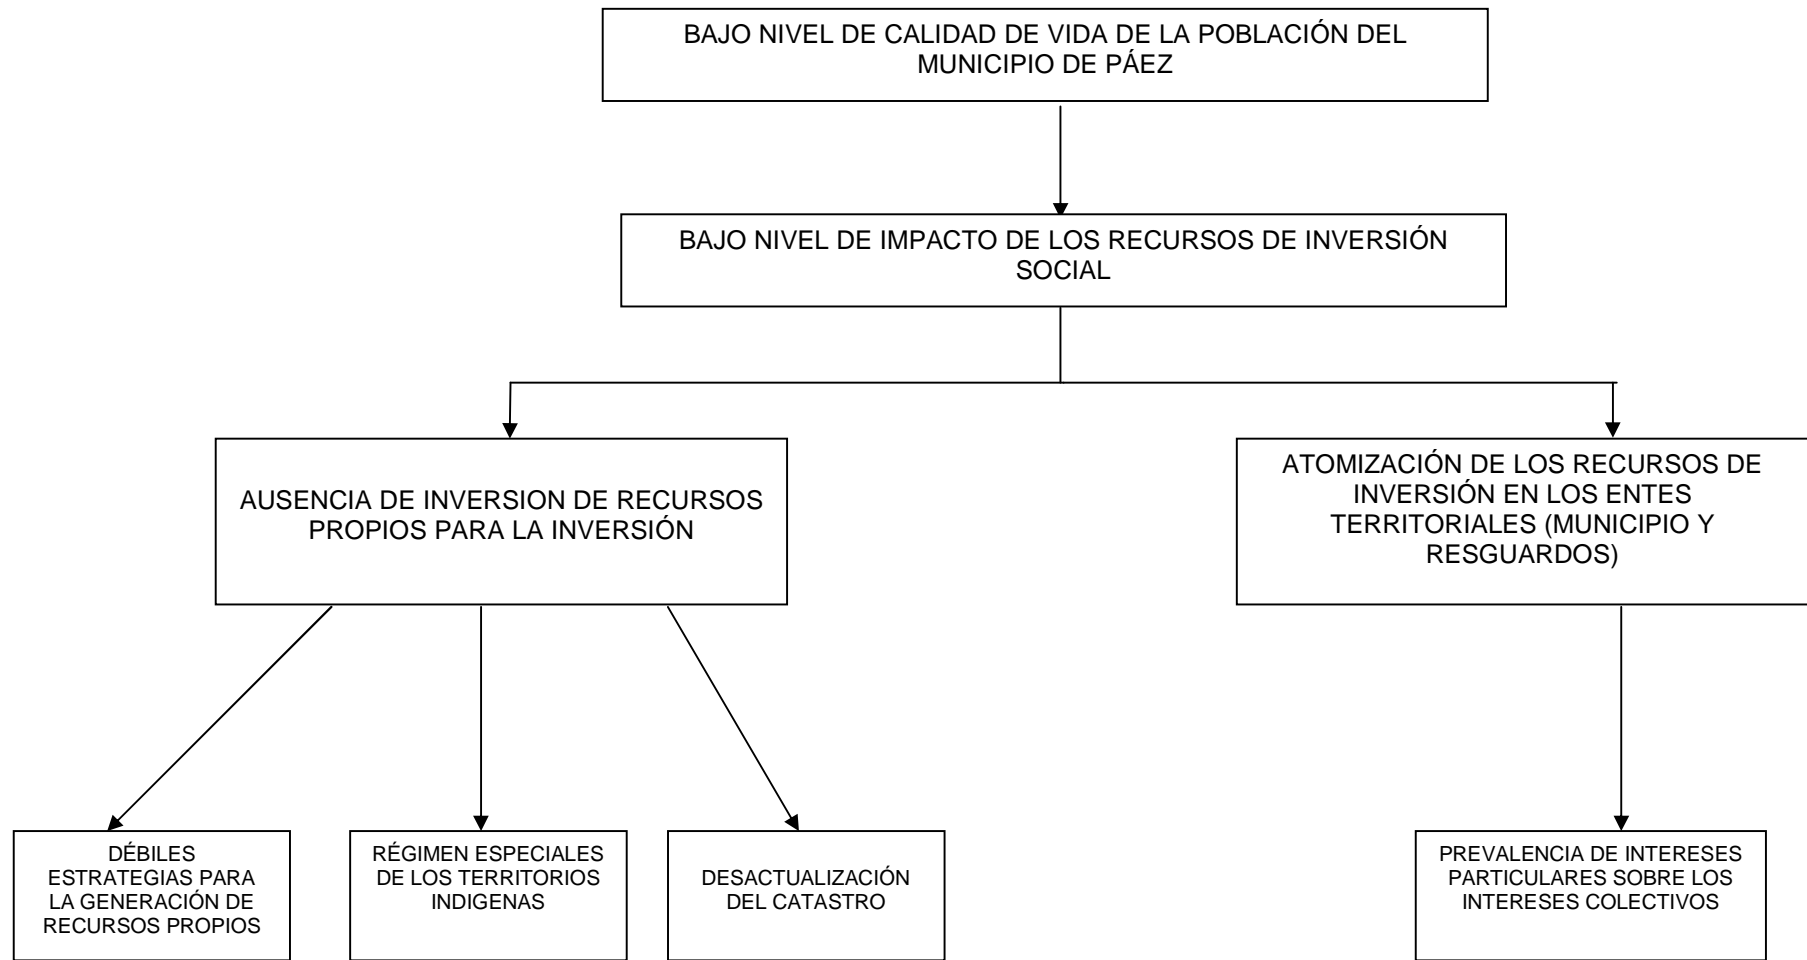 BAJO NIVEL DE CALIDAD DE VIDA DE LA POBLACIÓN DEL
MUNICIPIO DE PÁEZ
BAJO NIVEL DE IMPACTO DE LOS RECURSOS DE INVERSIÓN
SOCIAL
AUSENCIA DE INVERSION DE RECURSOS
PROPIOS PARA LA INVERSIÓN
ATOMIZACIÓN DE LOS RECURSOS DE
INVERSIÓN EN LOS ENTES
TERRITORIALES (MUNICIPIO Y
RESGUARDOS)
DÉBILES
ESTRATEGIAS PARA
LA GENERACIÓN DE
RECURSOS PROPIOS
RÉGIMEN ESPECIALES
DE LOS TERRITORIOS
INDIGENAS
DESACTUALIZACIÓN
DEL CATASTRO
PREVALENCIA DE INTERESES
PARTICULARES SOBRE LOS
INTERESES COLECTIVOS